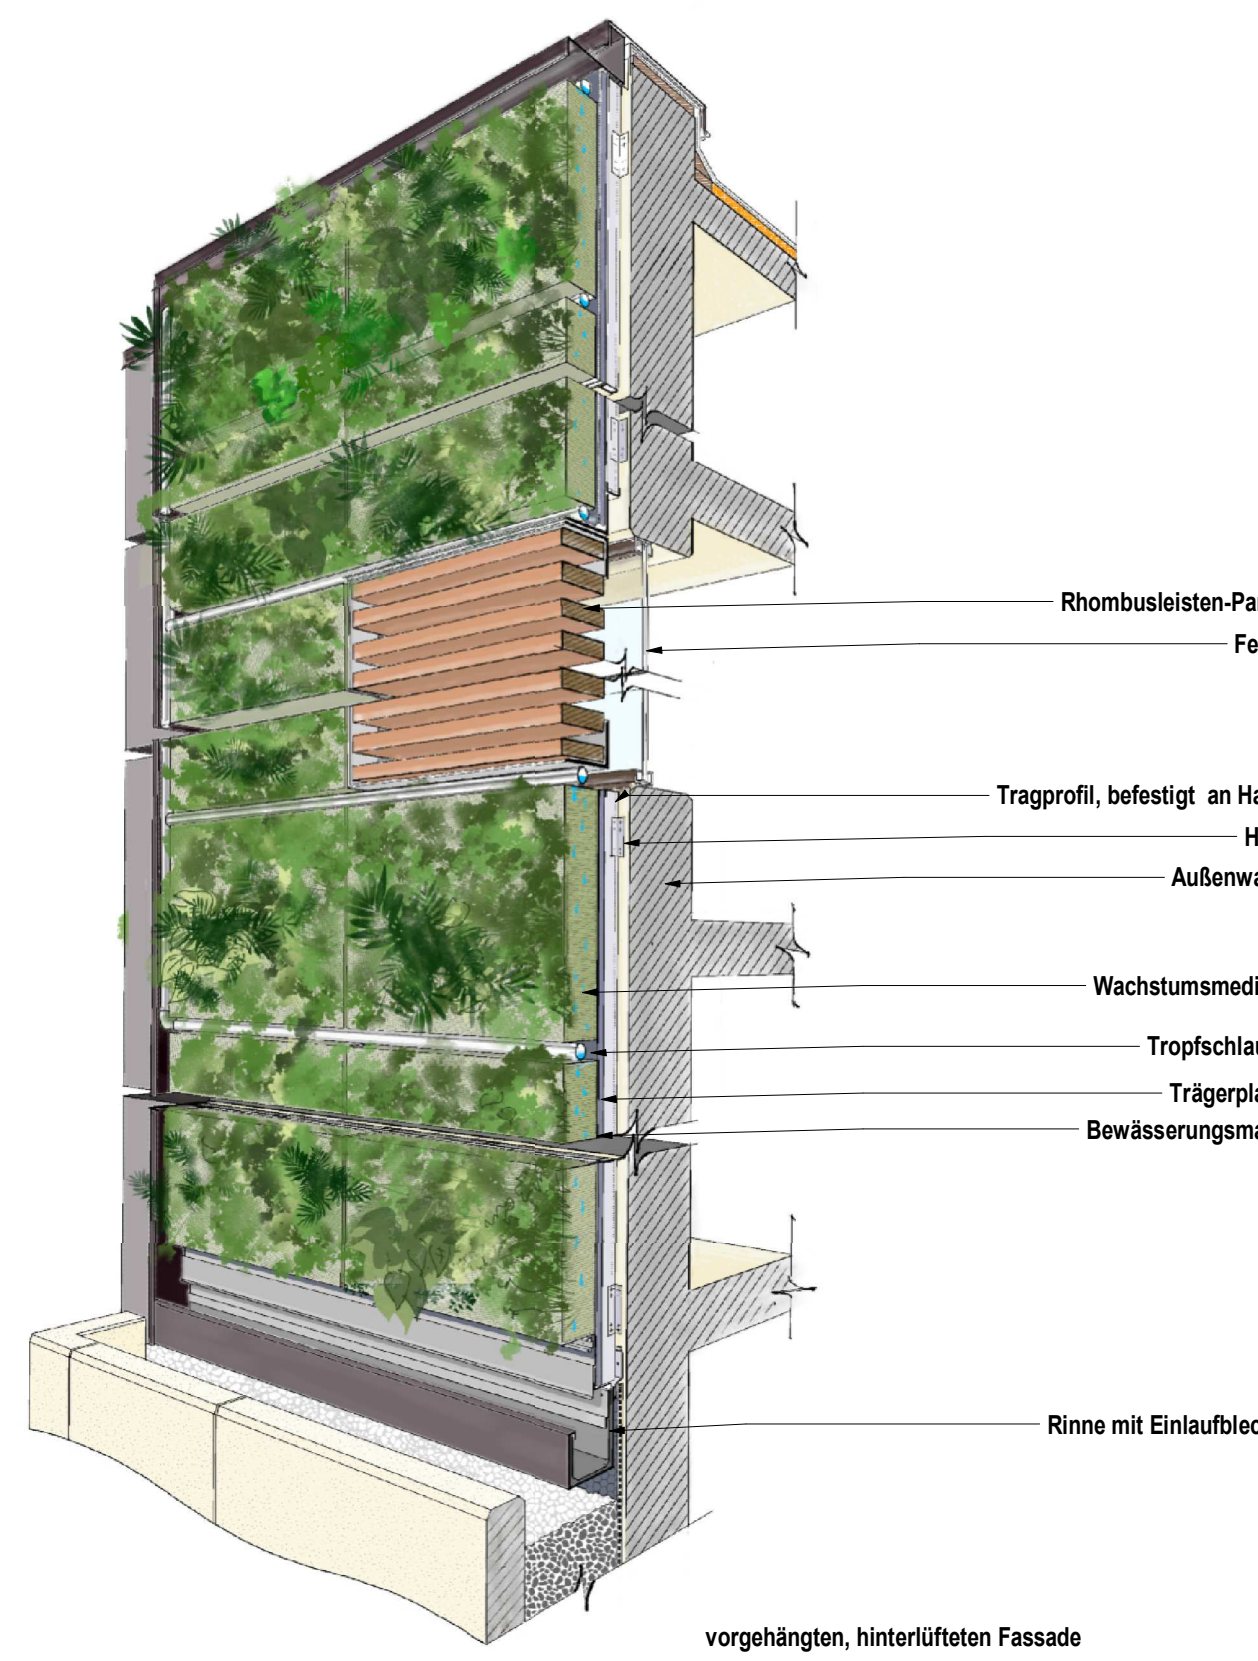 Rhombusleisten-Pa
Fe
Tragprofil, befestigt an Ha
H
Außenwa
Wachstumsmedi
Tropfschlau
Trägerpla
Bewässerungsma
Rinne mit Einlaufblec
vorgehängten, hinterlüfteten Fassade